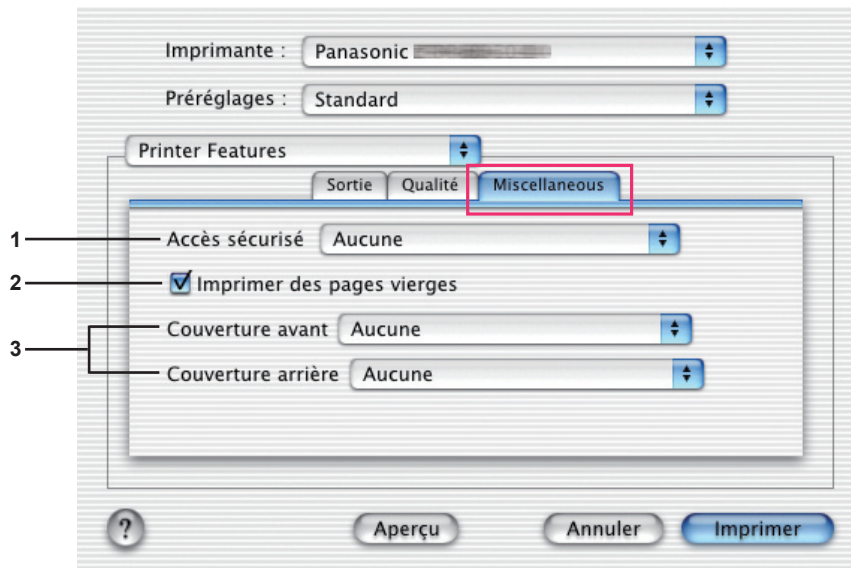 Imprimante : Panasonic
Préréglages : Standard
Printer Features
Sortie Qualité Miscellaneous
1 Accès sécurisé Aucune
2 Imprimer des pages vierges
3 Couverture avant Aucune
Couverture arrière Aucune
? Aperçu Annuler Imprimer